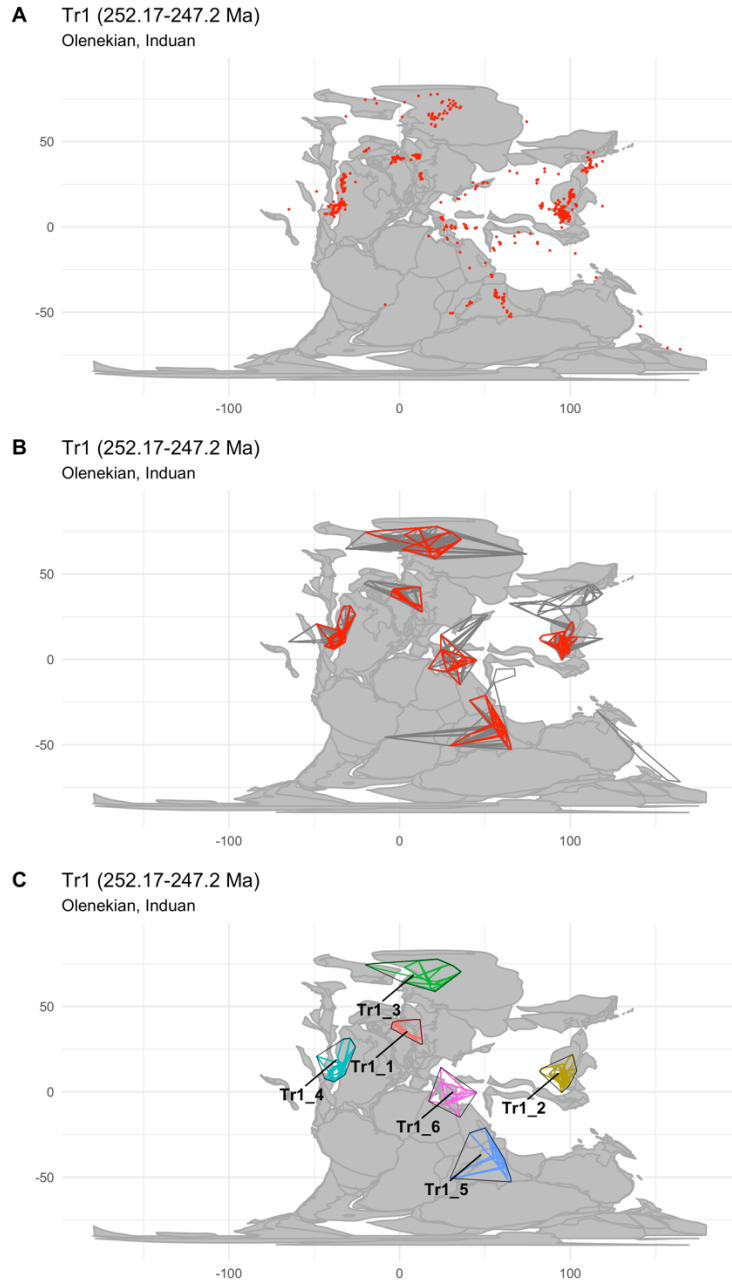 A Tr1 (252.17-247.2 Ma)
Olenekian, Induan
50
0
-50
-100 0 100
B Tr1 (252.17-247.2 Ma)
Olenekian, Induan
50
0
-50
-100 0 100
C Tr1 (252.17-247.2 Ma)
Olenekian, Induan
50
Tr1_3
Tr1_1
Tr1_4
Tr1_2
0
Tr1_6
Tr1_5
-50
-100 0 100